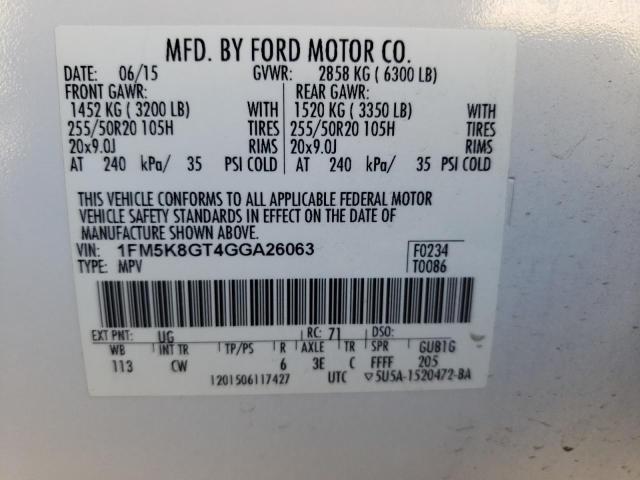 MFD. BY FORD MOTOR CO.
DATE: 06/15 GVWR: 2858 KG ( 6300 LB)
FRONT GAWR: REAR GAWR:
1452 KG ( 3200 LB) WITH 1520 KG ( 3350 LB) WITH
255/50R20 105H TIRES 255/50R20 105H TIRES
20x9.0J RIMS 20x9.0J RIMS
AT 240 kPa/ 35 PSI COLD AT 240 kPa/ 35 PSI COLD
THIS VEHICLE CONFORMS TO ALL APPLICABLE FEDERAL MOTOR
VEHICLE SAFETY STANDARDS IN EFFECT ON THE DATE OF
MANUFACTURE SHOWN ABOVE.
VIN: 1FM5K8GT4GGA26063 F0234
TYPE: MPV T0086
EXT PNT: UG RC: 71 DSO:
WB INT TR TP/PS R AXLE TR SPR GUB1G
113 CW 6 3E C FFFF 205
1201506117427 UTC ▽5U5A-1520472-BA